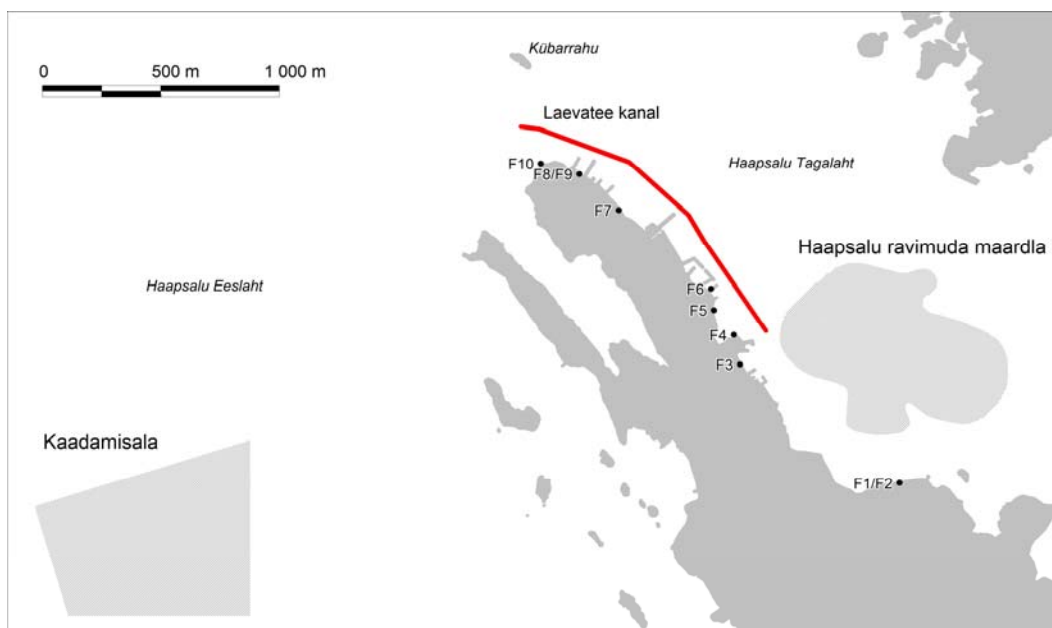 Kübarrahu
0 500 m 1 000 m
Laevatee kanal
Haapsalu Tagalaht
F10
F8/F9
F7
Haapsalu ravimuda maardla
Haapsalu Eeslaht
F6
F5
F4
F3
Kaadamisala
F1/F2